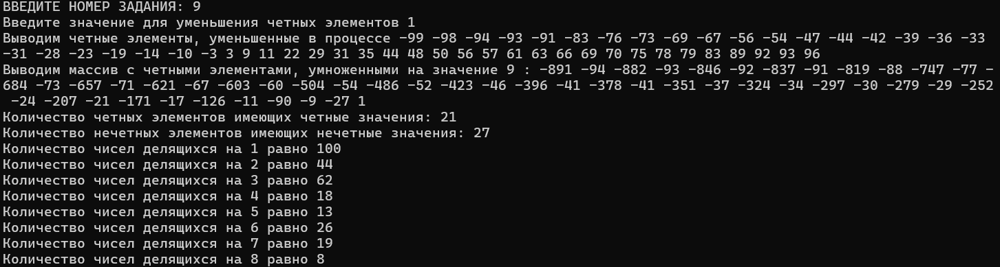 ВВЕДИТЕ НОМЕР ЗАДАНИЯ: 9
Введите значение для уменьшения четных элементов 1
Выводим четные элементы, уменьшенные в процессе -99 -98 -94 -93 -91 -83 -76 -73 -69 -67 -56 -54 -47 -44 -42 -39 -36 -33
-31 -28 -23 -19 -14 -10 -3 3 9 11 22 29 31 35 44 48 50 56 57 61 63 66 69 70 75 78 79 83 89 92 93 96
Выводим массив с четными элементами, умноженными на значение 9 : -891 -94 -882 -93 -846 -92 -837 -91 -819 -88 -747 -77 -
684 -73 -657 -71 -621 -67 -603 -60 -504 -54 -486 -52 -423 -46 -396 -41 -378 -41 -351 -37 -324 -34 -297 -30 -279 -29 -252
-24 -207 -21 -171 -17 -126 -11 -90 -9 -27 1
Количество четных элементов имеющих четные значения: 21
Количество нечетных элементов имеющих нечетные значения: 27
Количество чисел делящихся на 1 равно 100
Количество чисел делящихся на 2 равно 44
Количество чисел делящихся на 3 равно 62
Количество чисел делящихся на 4 равно 18
Количество чисел делящихся на 5 равно 13
Количество чисел делящихся на 6 равно 26
Количество чисел делящихся на 7 равно 19
Количество чисел делящихся на 8 равно 8